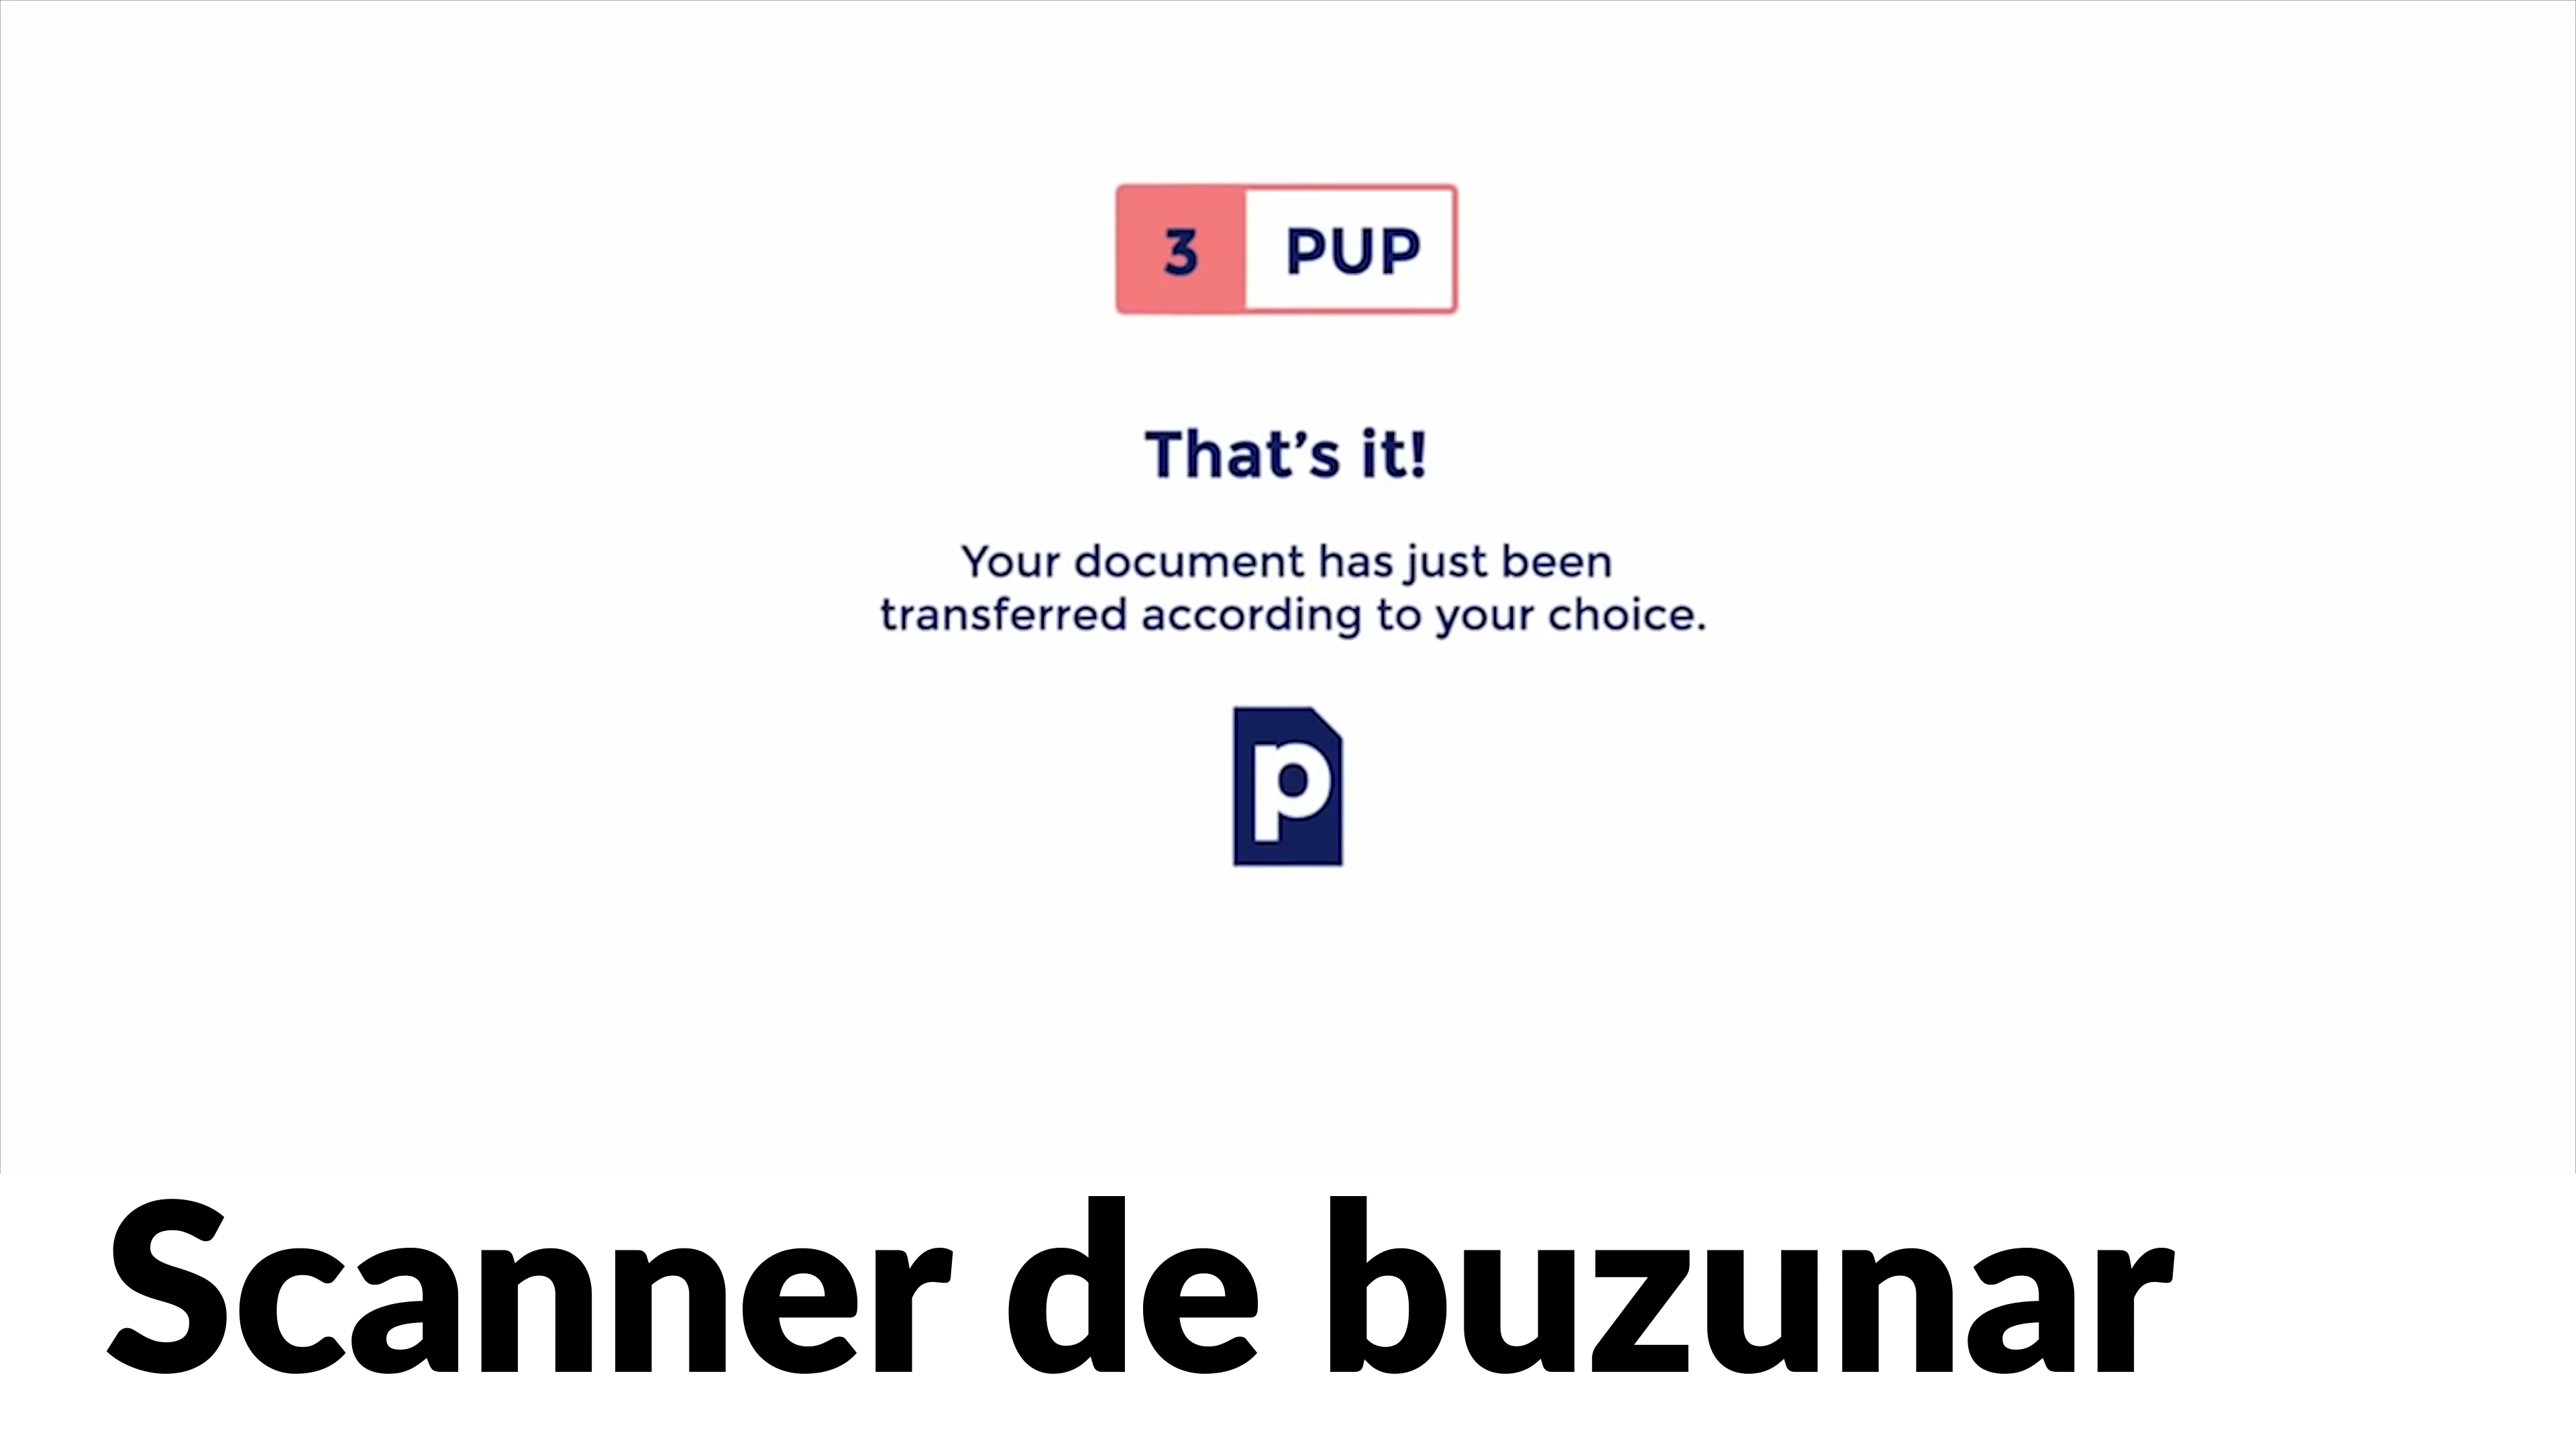 3 PUP
That's it!
Your document has just been
transferred according to your choice.
p
Scanner de buzunar